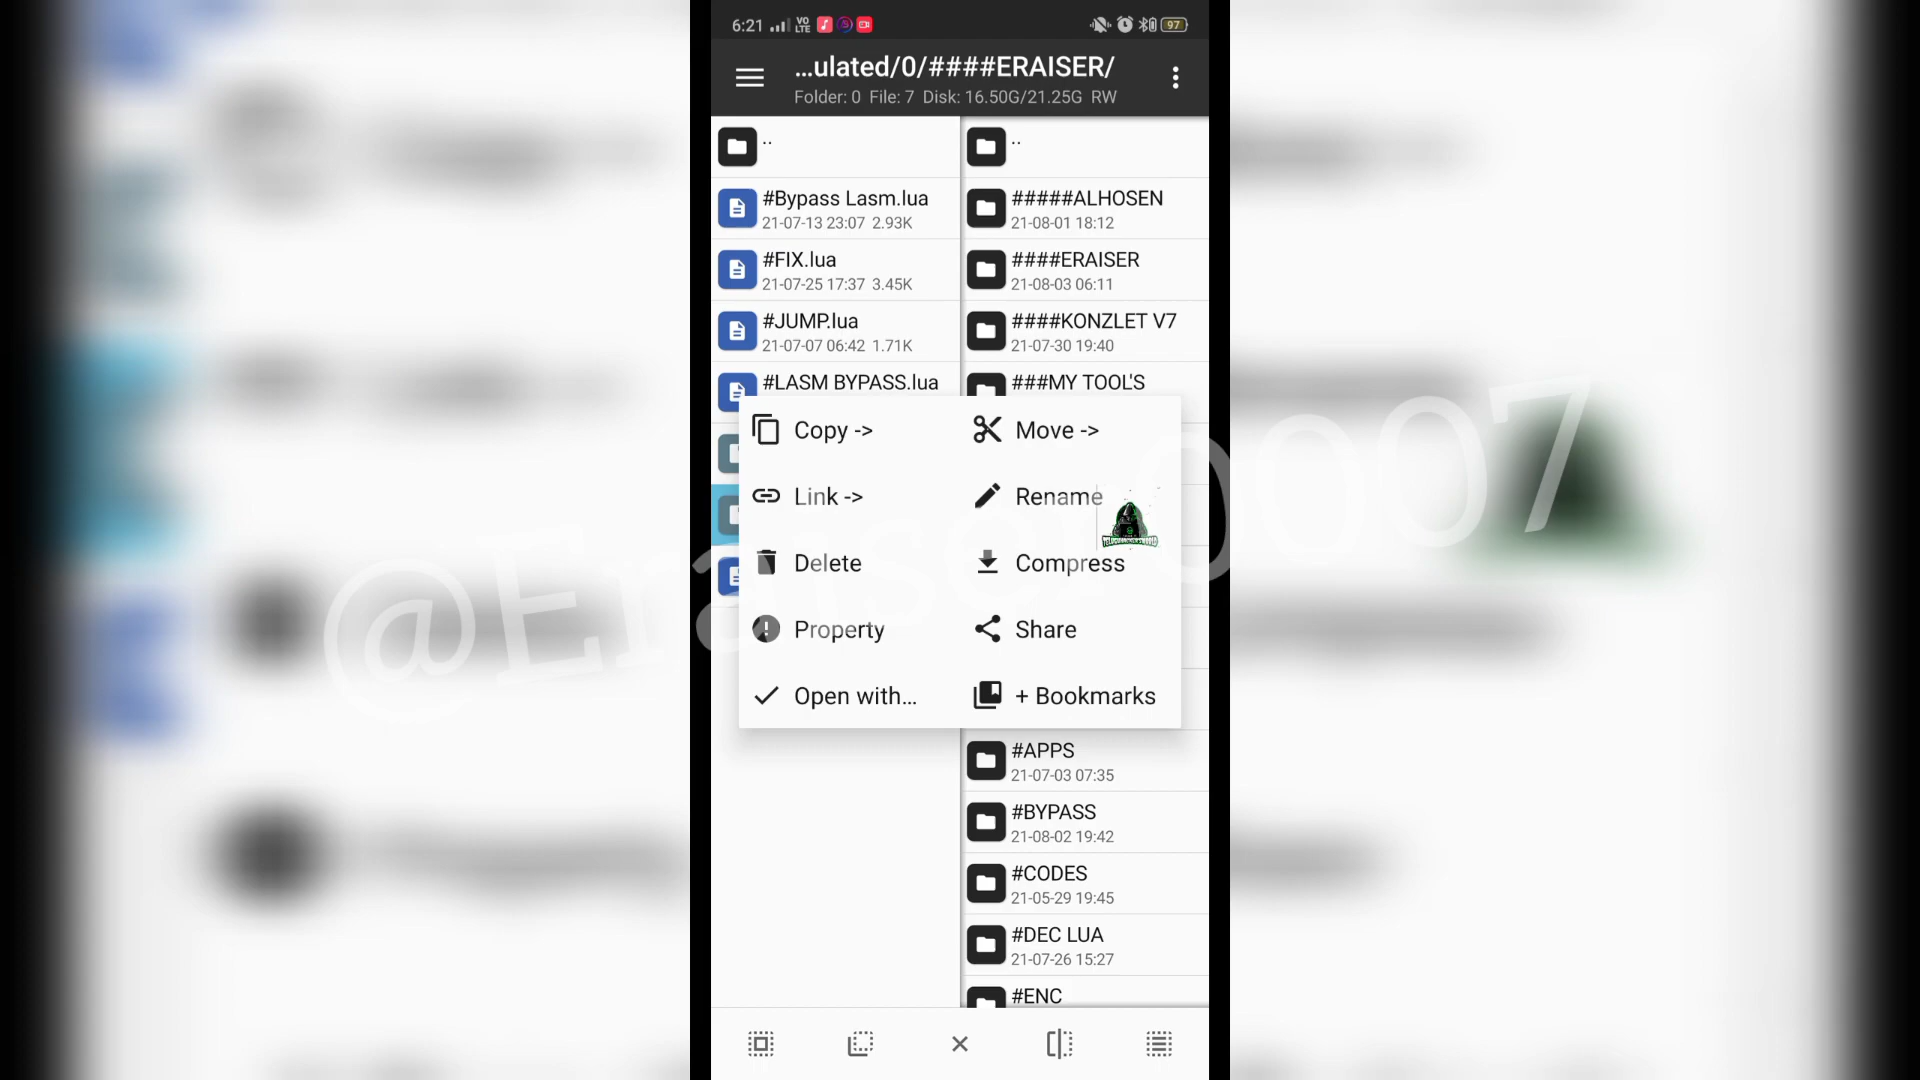 6:21 VO LTE 97
...ulated/0/####ERAISER/
Folder: 0 File: 7 Disk: 16.50G/21.25G RW
..
#Bypass Lasm.lua
21-07-13 23:07 2.93K
#FIX.lua
21-07-25 17:37 3.45K
#JUMP.lua
21-07-07 06:42 1.71K
#LASM BYPASS.lua
..
#####ALHOSEN
21-08-01 18:12
####ERAISER
21-08-03 06:11
####KONZLET V7
21-07-30 19:40
###MY TOOL'S
Copy ->
Move ->
Link ->
Rename
Delete
Compress
Property
Share
Open with...
+ Bookmarks
#APPS
21-07-03 07:35
#BYPASS
21-08-02 19:42
#CODES
21-05-29 19:45
#DEC LUA
21-07-26 15:27
#ENC
@Eraiser0007